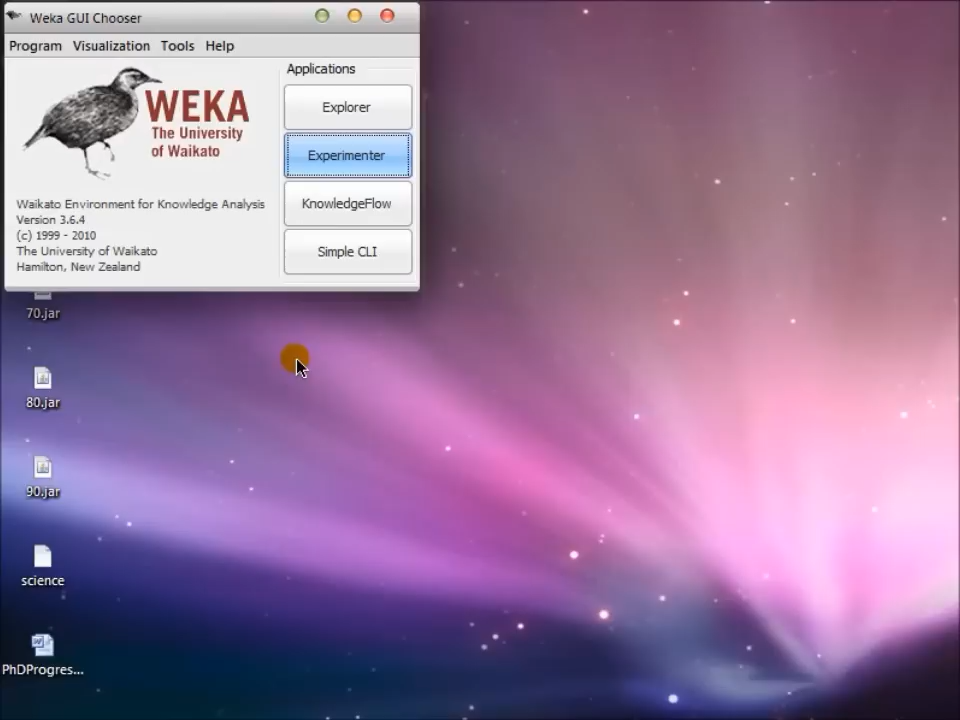 Weka GUI Chooser
Program Visualization Tools Help
Applications
WEKA
The University
of Waikato
Explorer
Experimenter
KnowledgeFlow
Simple CLI
Waikato Environment for Knowledge Analysis
Version 3.6.4
(c) 1999 - 2010
The University of Waikato
Hamilton, New Zealand
70.jar
80.jar
90.jar
science
PhDProgres...